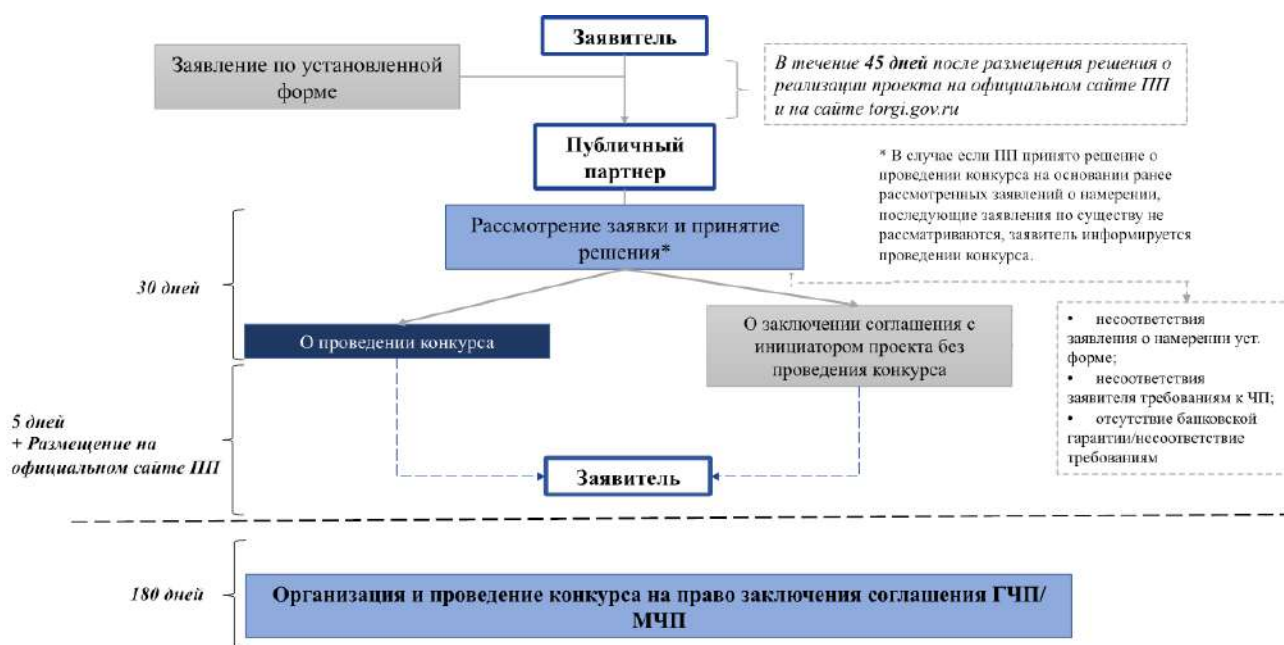 Заявитель
Заявление по установленной
форме
В течение 45 дней после размещения решения о
реализации проекта на официальном сайте ПП
и на сайте torgi.gov.ru
Публичный
партнер
* В случае если ПП принято решение о
проведении конкурса на основании ранее
рассмотренных заявлений о намерении,
последующие заявления по существу не
рассматриваются, заявитель информируется
проведении конкурса.
Рассмотрение заявки и принятие
решения*
30 дней
О проведении конкурса
О заключении соглашения с
инициатором проекта без
проведения конкурса
• несоответствия
заявления о намерении уст.
форме;
• несоответствия
заявителя требованиям к ЧП;
• отсутствие банковской
гарантии/несоответствие
требованиям
5 дней
+ Размещение на
официальном сайте ПП
Заявитель
180 дней
Организация и проведение конкурса на право заключения соглашения ГЧП/
МЧП